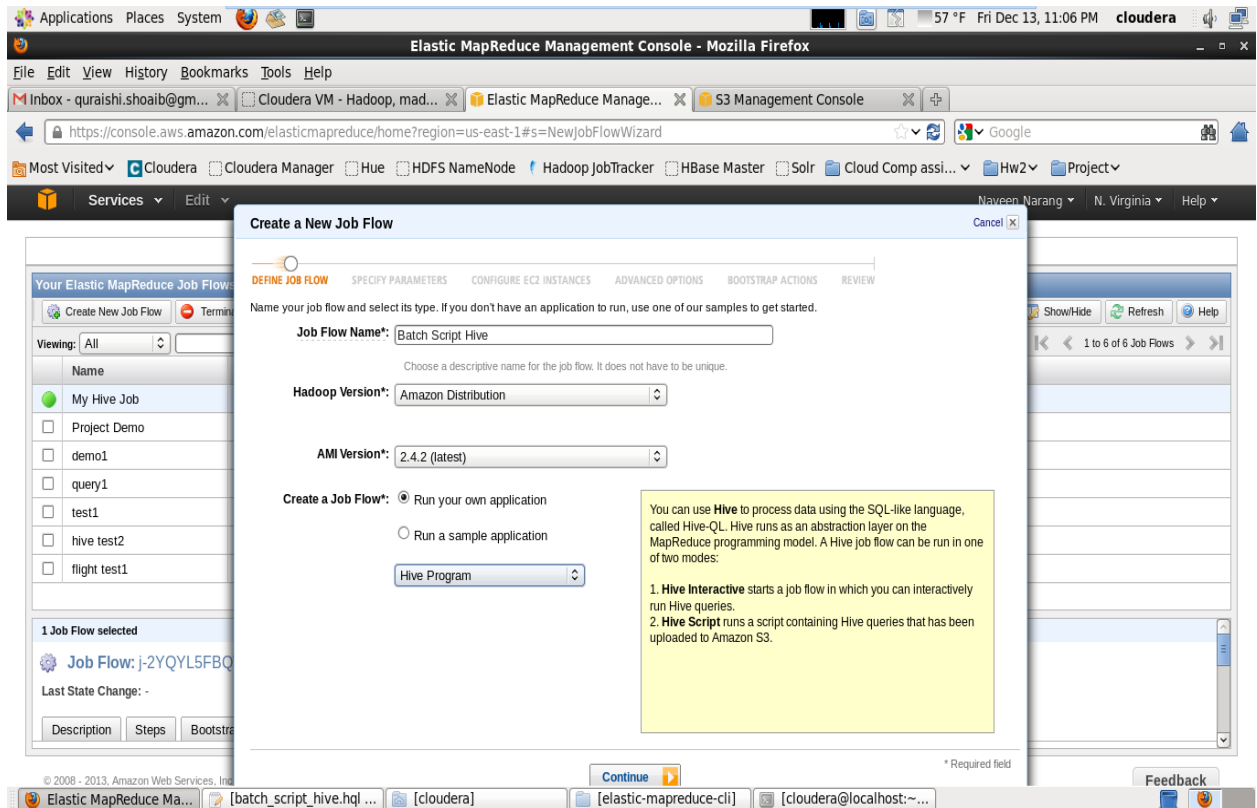 Applications Places System 57 °F Fri Dec 13, 11:06 PM cloudera
Elastic MapReduce Management Console - Mozilla Firefox
File Edit View History Bookmarks Tools Help
Inbox - quraishi.shoaib@gm... Cloudera VM - Hadoop, mad... Elastic MapReduce Manage... S3 Management Console
https://console.aws.amazon.com/elasticmapreduce/home?region=us-east-1#s=NewJobFlowWizard Google
Most Visited Cloudera Cloudera Manager Hue HDFS NameNode Hadoop JobTracker HBase Master Solr Cloud Comp assi... Hw2 Project
Services Edit Naveen Narang N. Virginia Help
Create a New Job Flow Cancel
DEFINE JOB FLOW SPECIFY PARAMETERS CONFIGURE EC2 INSTANCES ADVANCED OPTIONS BOOTSTRAP ACTIONS REVIEW
Name your job flow and select its type. If you don't have an application to run, use one of our samples to get started.
Job Flow Name*: Batch Script Hive
Choose a descriptive name for the job flow. It does not have to be unique.
Hadoop Version*: Amazon Distribution
AMI Version*: 2.4.2 (latest)
Create a Job Flow*: Run your own application
Run a sample application
Hive Program
You can use Hive to process data using the SQL-like language,
called Hive-QL. Hive runs as an abstraction layer on the
MapReduce programming model. A Hive job flow can be run in one
of two modes:
1. Hive Interactive starts a job flow in which you can interactively
run Hive queries.
2. Hive Script runs a script containing Hive queries that has been
uploaded to Amazon S3.
* Required field
Continue
Your Elastic MapReduce Job Flows
Create New Job Flow Termina Show/Hide Refresh Help
Viewing: All 1 to 6 of 6 Job Flows
Name
My Hive Job
Project Demo
demo1
query1
test1
hive test2
flight test1
1 Job Flow selected
Job Flow: j-2YQYL5FBQ
Last State Change: -
Description Steps Bootstra
© 2008 - 2013, Amazon Web Services, Inc Feedback
Elastic MapReduce Ma... [batch_script_hive.hql ... [cloudera] [elastic-mapreduce-cli] [cloudera@localhost:~...